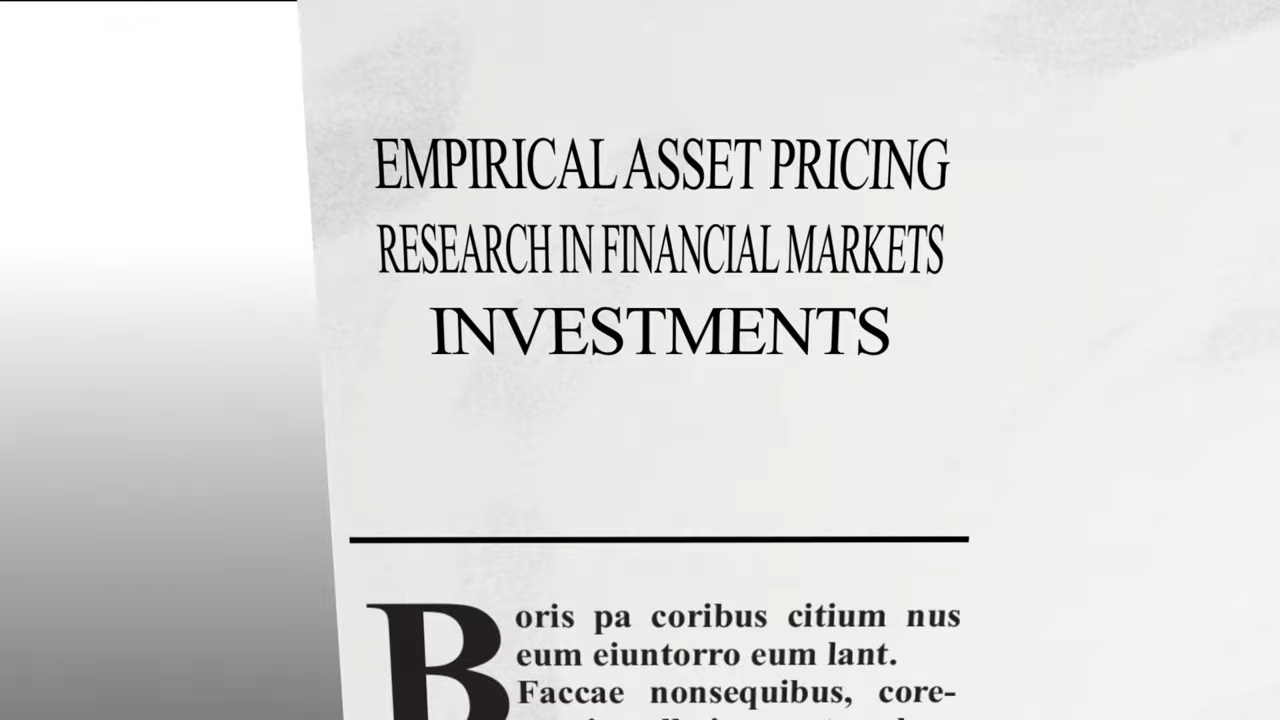 EMPIRICAL ASSET PRICING
RESEARCH IN FINANCIAL MARKETS
INVESTMENTS
Boris pa coribus citium nus
eum eiuntorro eum lant.
Faccae nonsequibus, core-